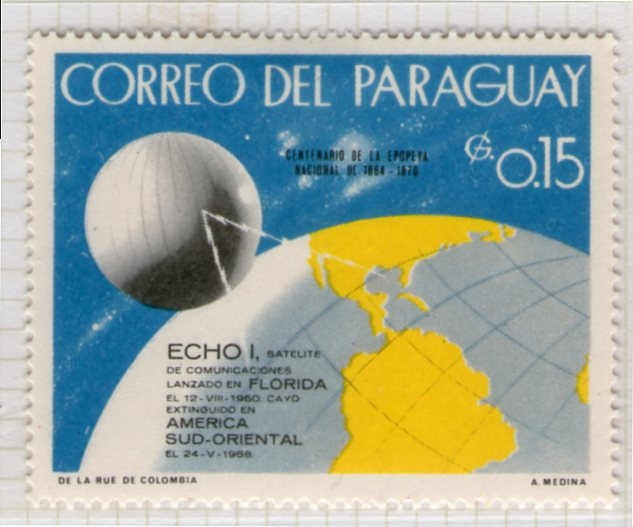 CORREO DEL PARAGUAY
CENTENARIO DE LA EPOPEYA
NACIONAL DE 1864 - 1870
₲. 0.15
ECHO I, SATELITE
DE COMUNICACIONES
LANZADO EN FLORIDA
EL 12-VIII-1960. CAYO
EXTINGUIDO EN
AMERICA
SUD-ORIENTAL
EL 24-V-1968.
DE LA RUE DE COLOMBIA
A. MEDINA